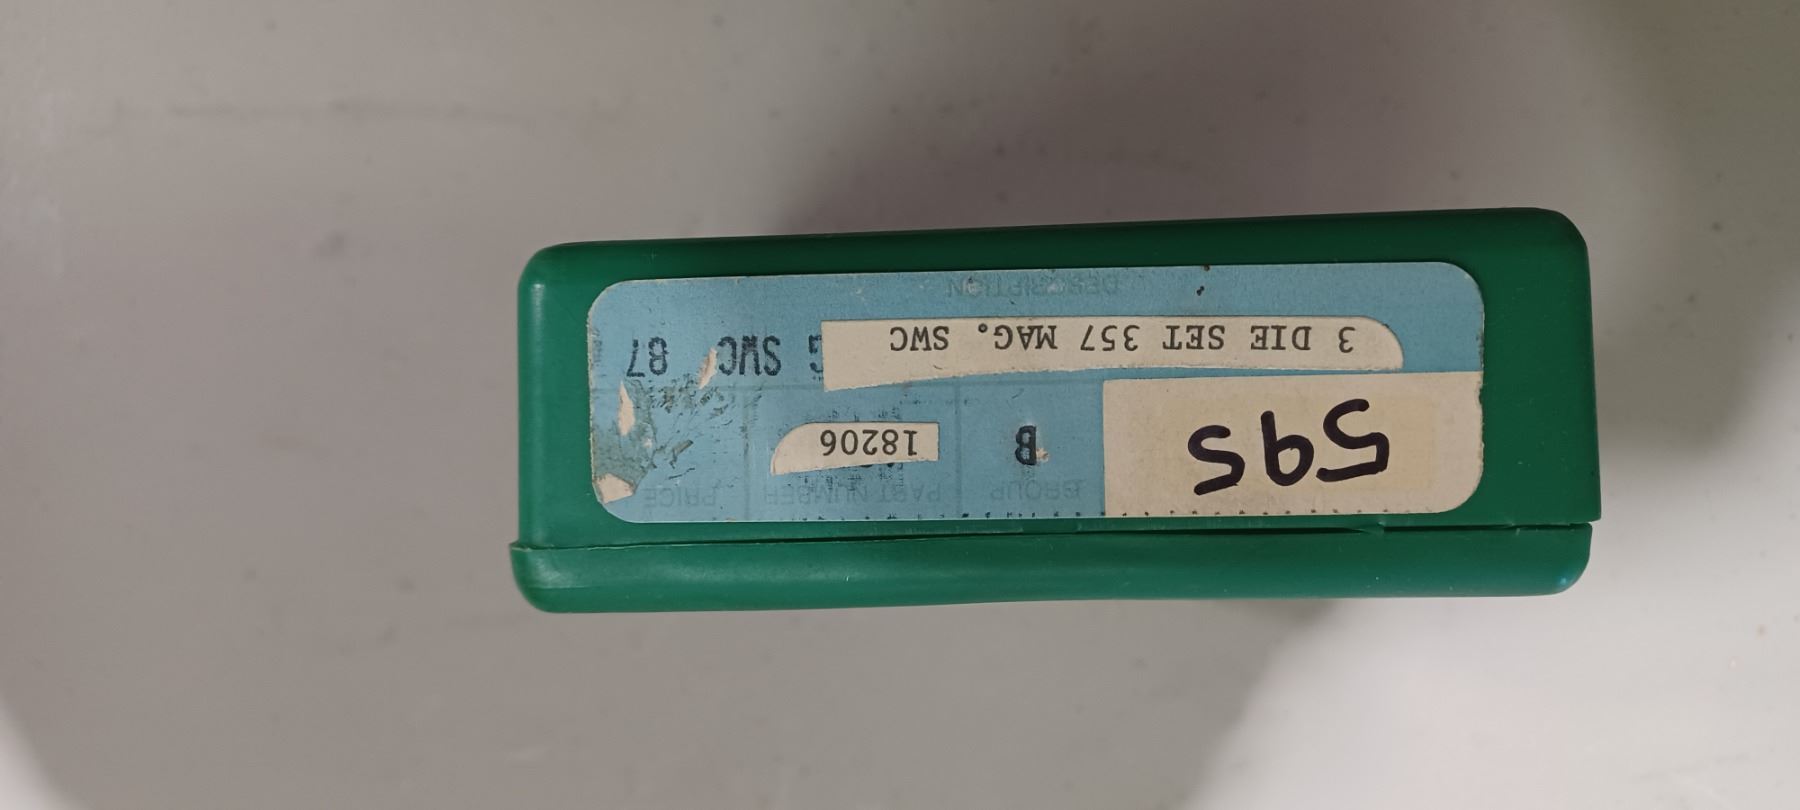 GROUP PART NUMBER PRICE
595 B 18206
3 DIE SET 357 MAG. SWC G SWC 87
DESCRIPTION